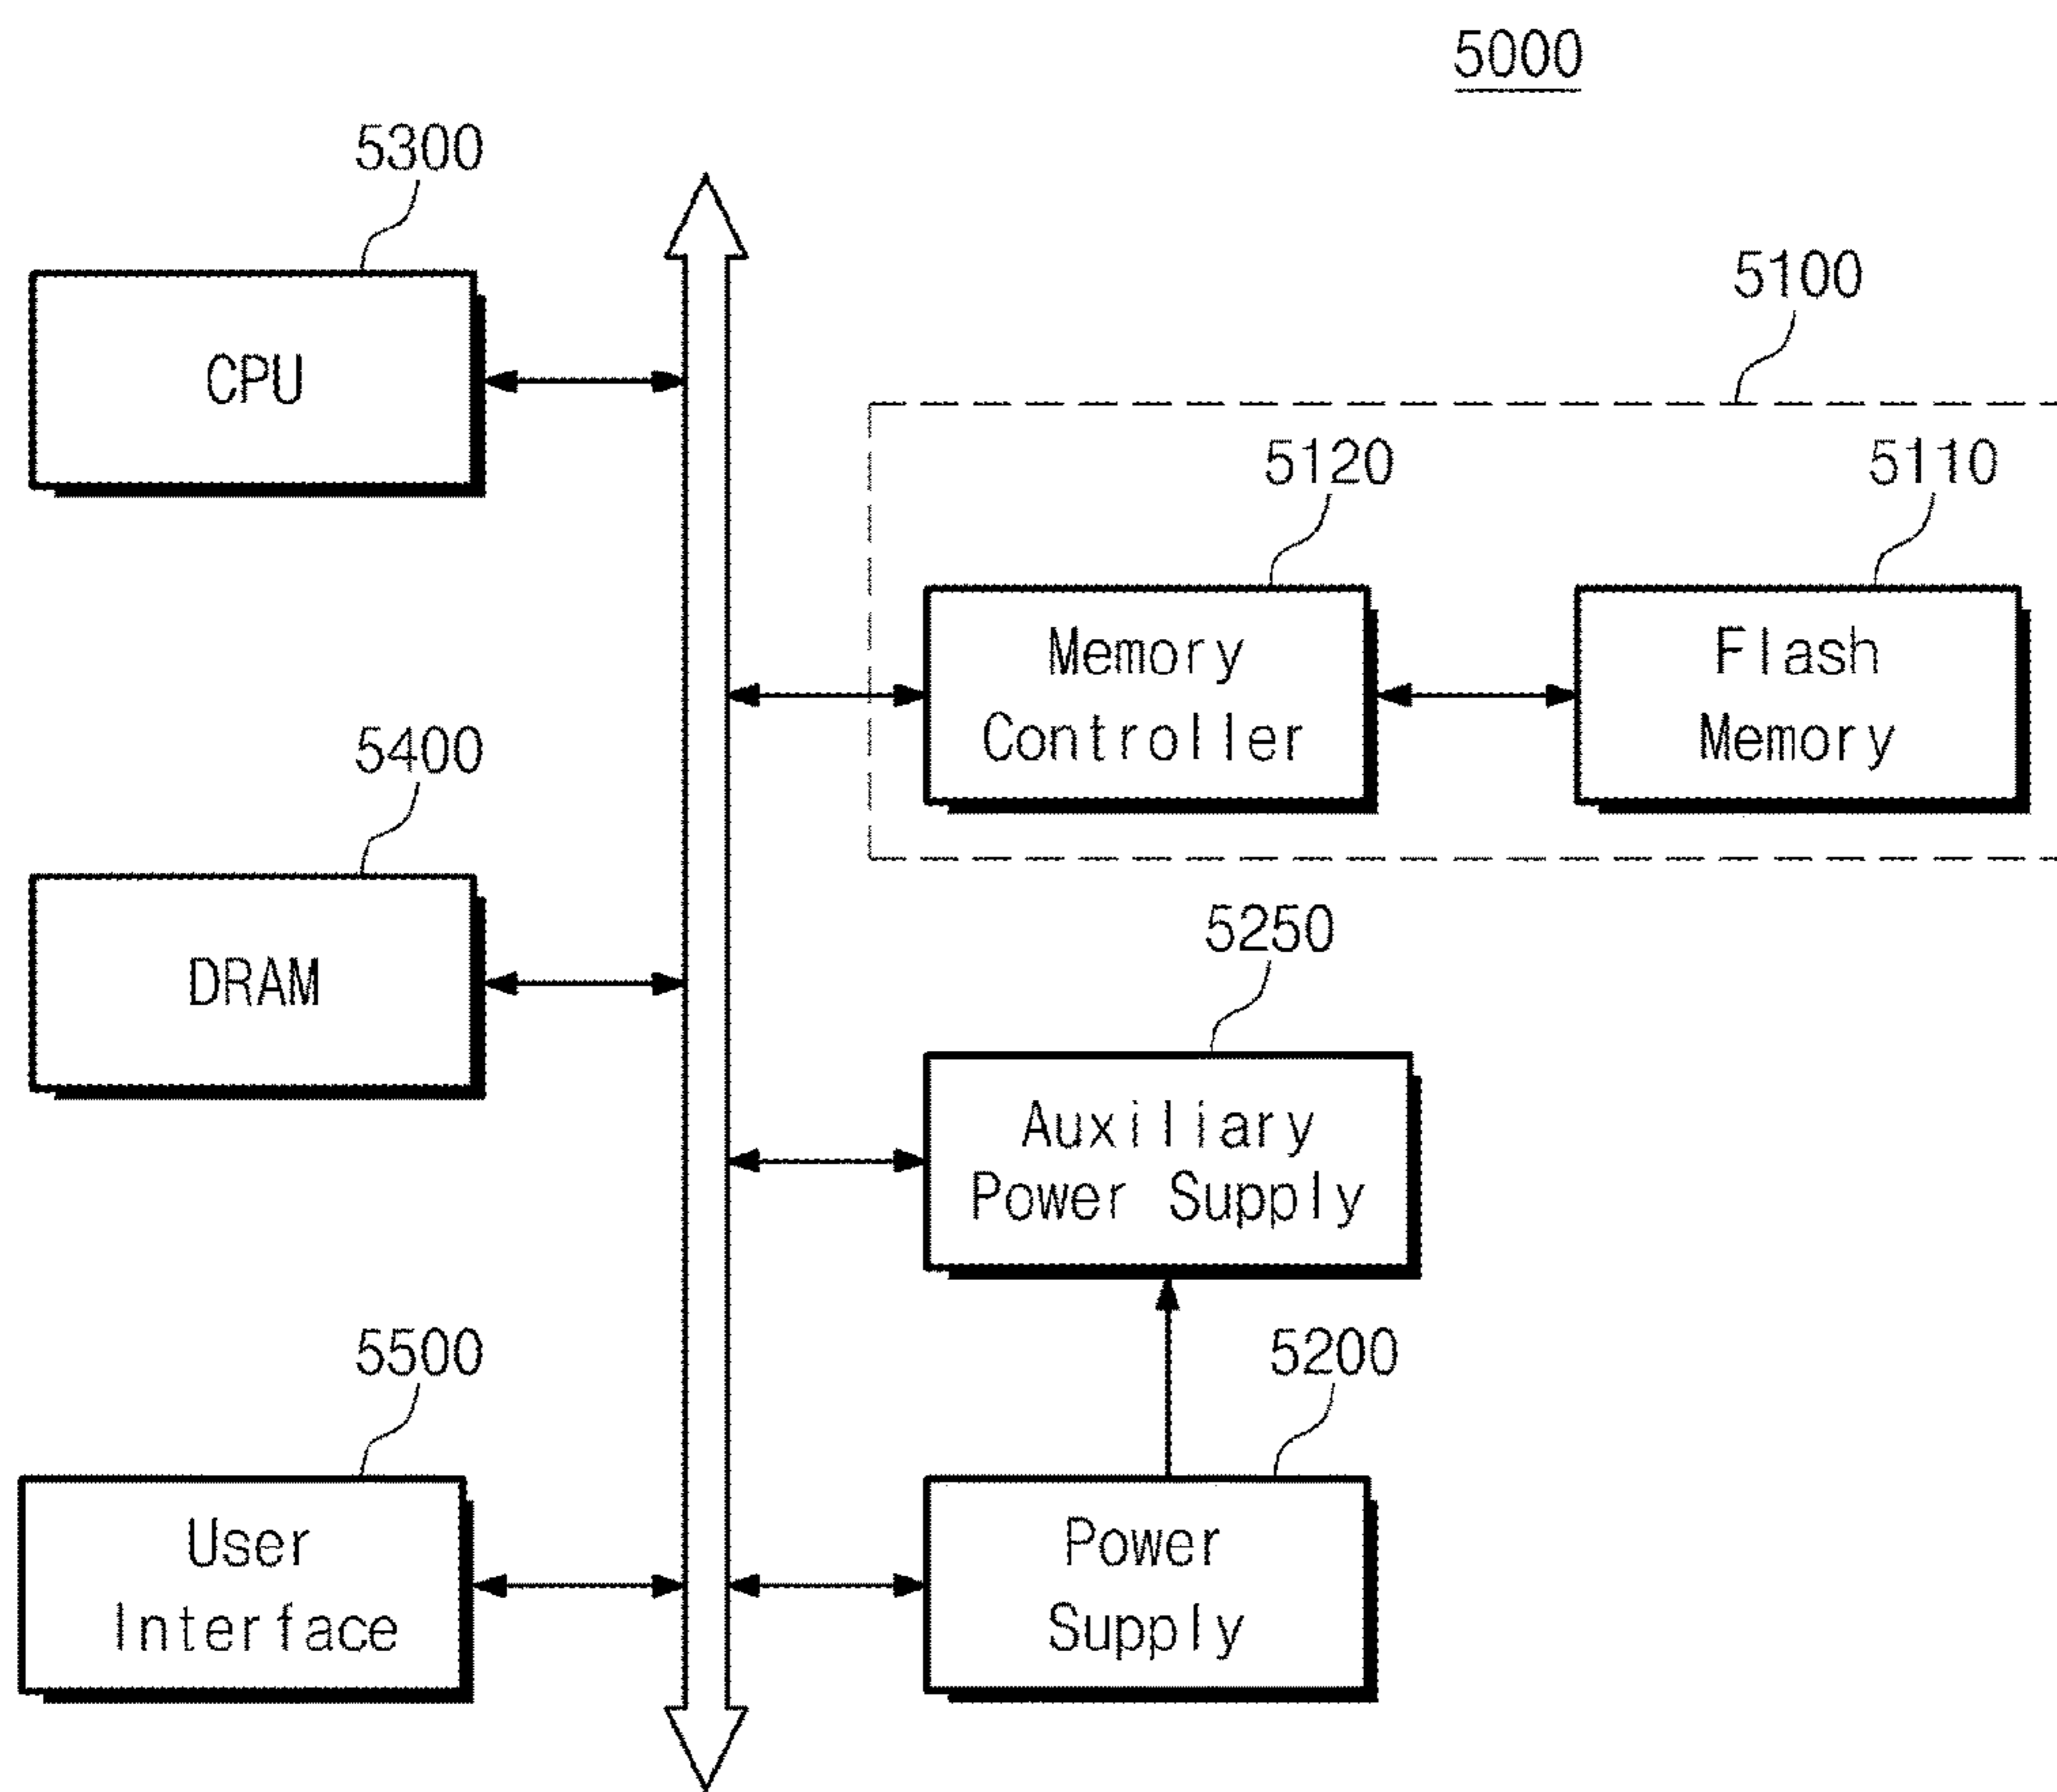 5000
5300
CPU
5100
5120
5110
Memory
Controller
Flash
Memory
5400
DRAM
5250
Auxiliary
Power Supply
5500
User
Interface
5200
Power
Supply